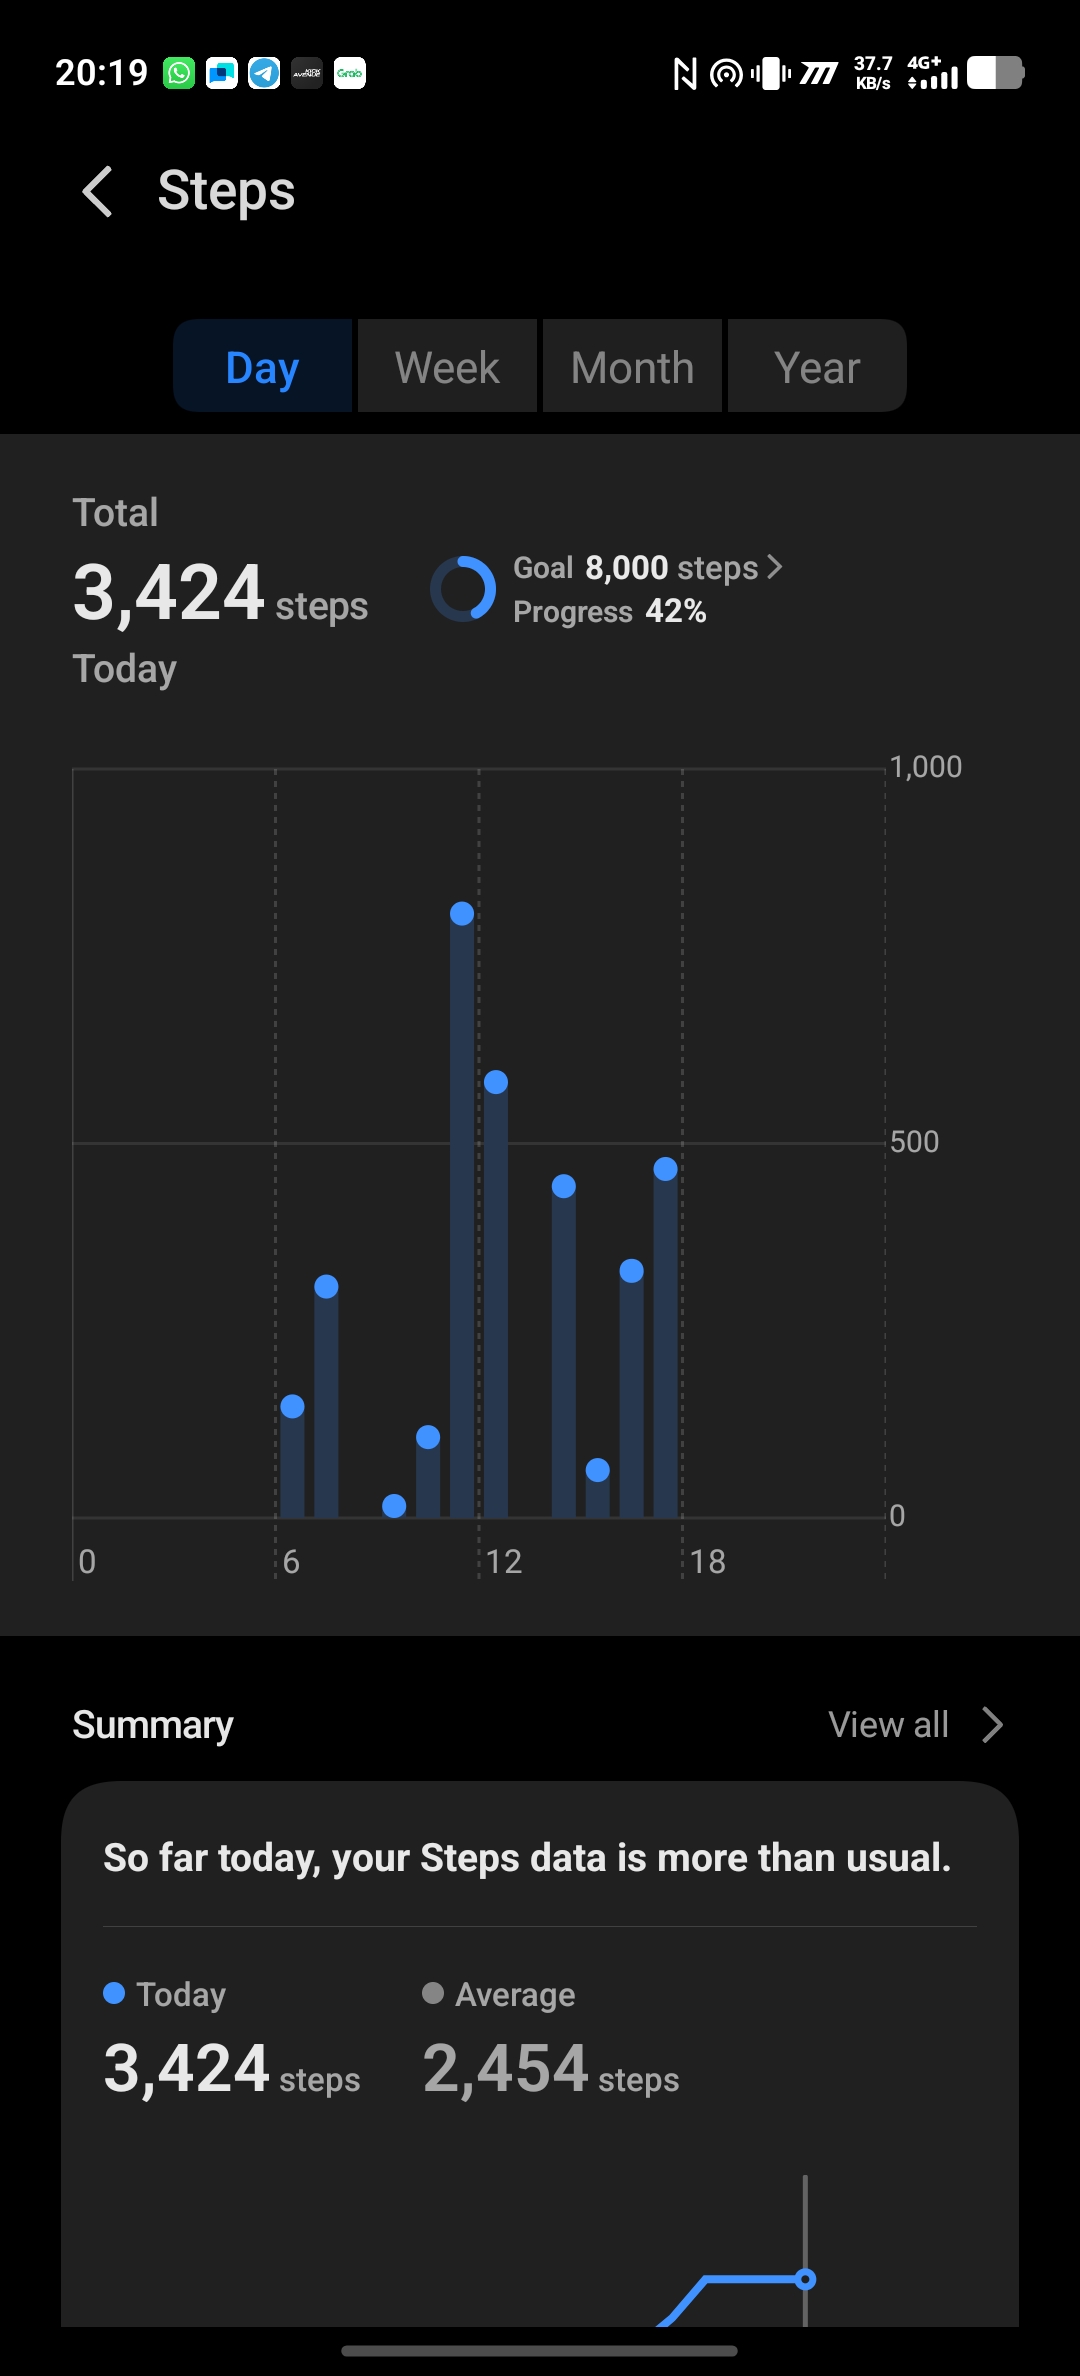 20:19
AVENUE
Grab
37.7 KB/s
4G+
Steps
Day Week Month Year
Total
3,424 steps
Goal 8,000 steps
Progress 42%
Today
1,000
500
0
0 6 12 18
Summary
View all
So far today, your Steps data is more than usual.
Today
Average
3,424 steps
2,454 steps